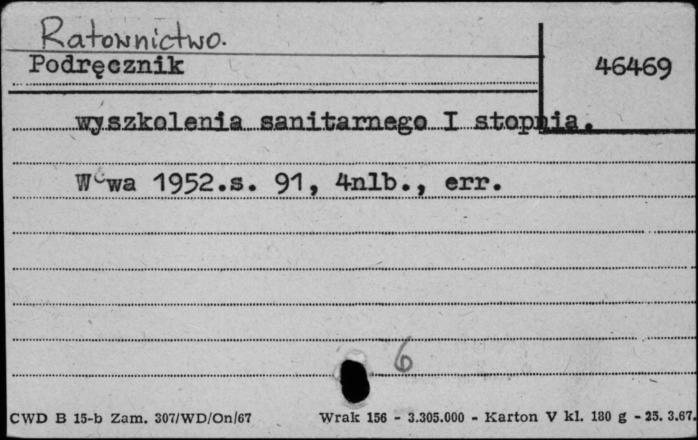 Ratownictwo.
Podręcznik
46469
wyszkolenia sanitarnego I stopnia.
W-wa 1952.s. 91, 4nlb., err.
6
CWD B 15-b Zam. 307/WD/On/67 Wrak 156 - 3.305.000 - Karton V kl. 180 g - 25. 3.67.